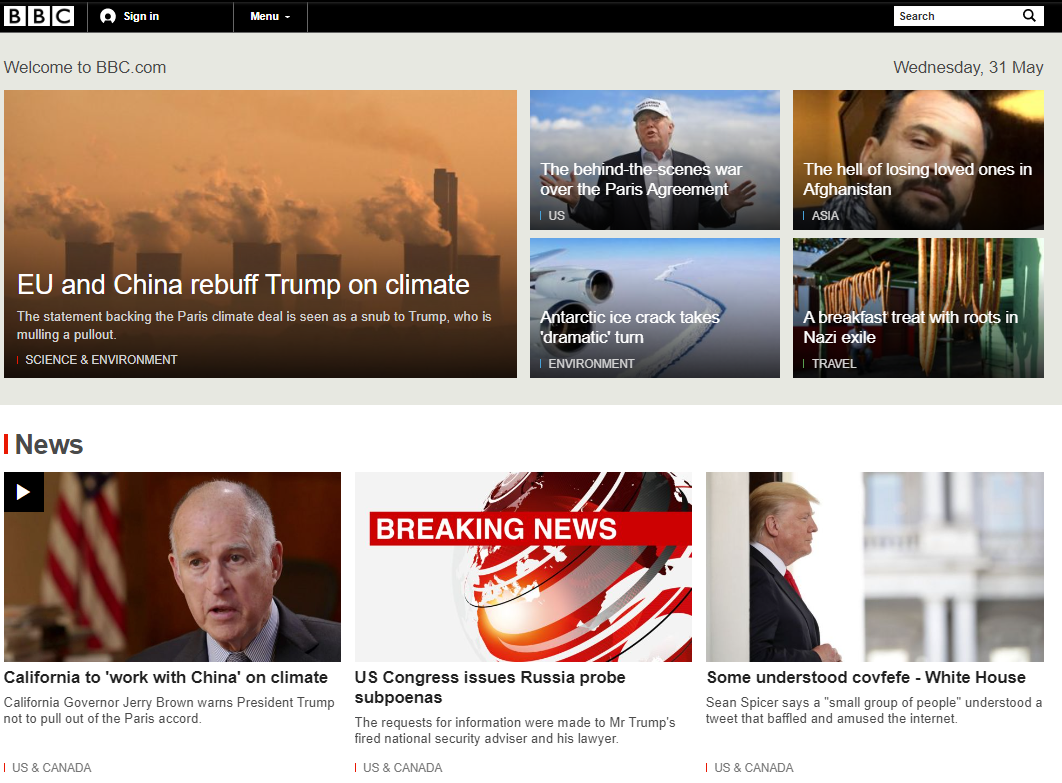 BBC
Sign in
Menu
Search
Welcome to BBC.com
Wednesday, 31 May
EU and China rebuff Trump on climate
The statement backing the Paris climate deal is seen as a snub to Trump, who is
mulling a pullout.
SCIENCE & ENVIRONMENT
The behind-the-scenes war
over the Paris Agreement
US
The hell of losing loved ones in
Afghanistan
ASIA
Antarctic ice crack takes
'dramatic' turn
ENVIRONMENT
A breakfast treat with roots in
Nazi exile
TRAVEL
News
California to 'work with China' on climate
California Governor Jerry Brown warns President Trump
not to pull out of the Paris accord.
US & CANADA
BREAKING NEWS
US Congress issues Russia probe
subpoenas
The requests for information were made to Mr Trump's
fired national security adviser and his lawyer.
US & CANADA
Some understood covfefe - White House
Sean Spicer says a "small group of people" understood a
tweet that baffled and amused the internet.
US & CANADA